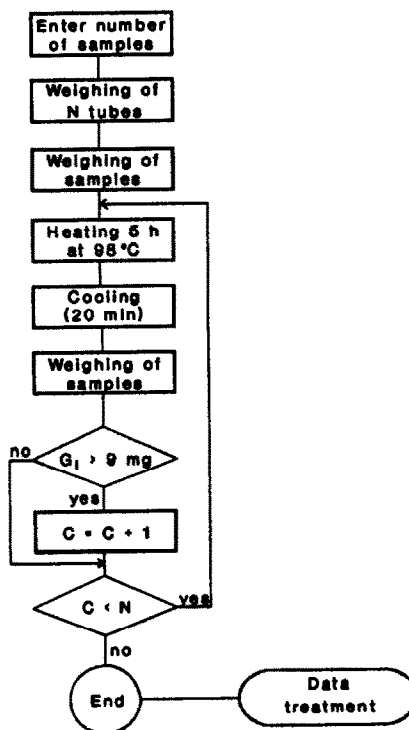 Enter number
of samples
Weighing of
N tubes
Weighing of
samples
Heating 5 h
at 98°C
Cooling
(20 min)
Weighing of
samples
no
G₁ > 9 mg
yes
C = C + 1
C < N
yes
no
End
Data
treatment